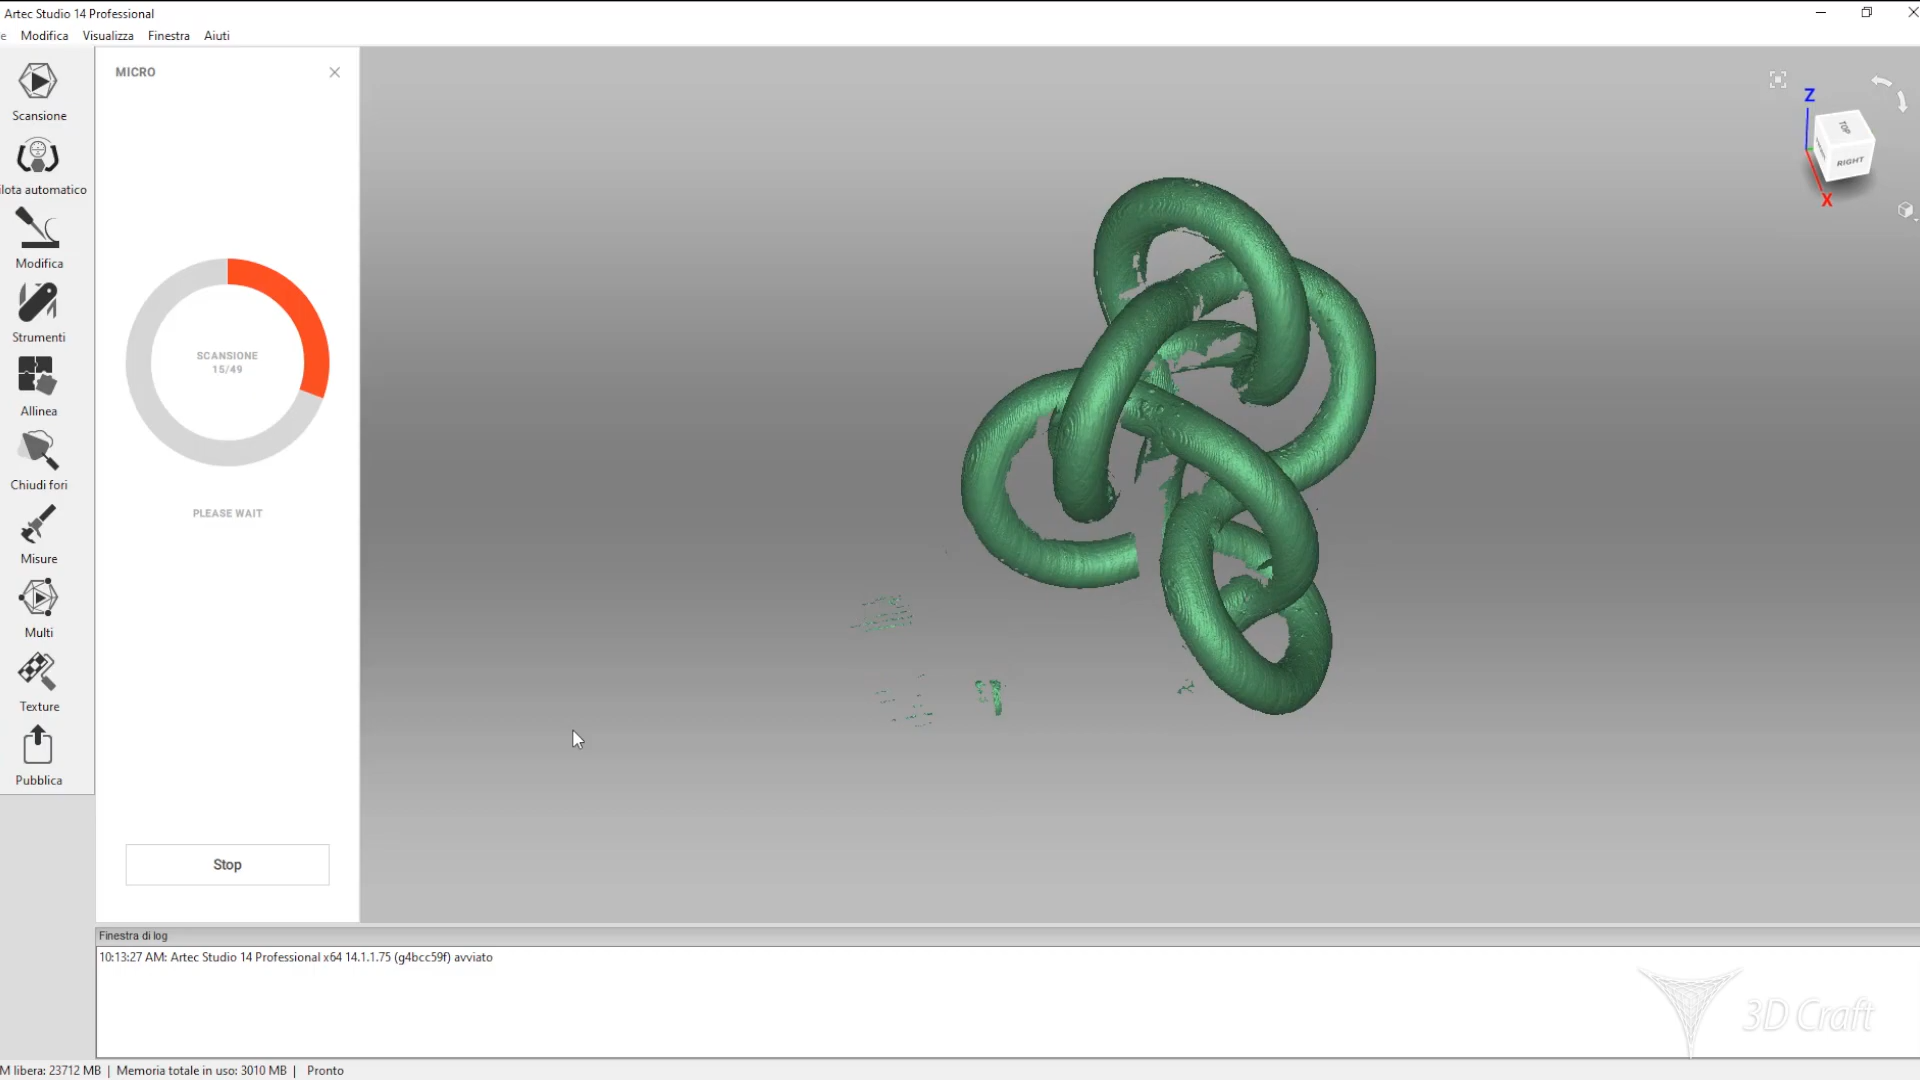 Artec Studio 14 Professional
e Modifica Visualizza Finestra Aiuti
MICRO
Scansione
ilota automatico
Modifica
Strumenti
Allinea
Chiudi fori
Misure
Multi
Texture
Pubblica
SCANSIONE
15/49
PLEASE WAIT
Stop
Z
TOP
RIGHT
X
Finestra di log
10:13:27 AM: Artec Studio 14 Professional x64 14.1.1.75 (g4bcc59f) avviato
3D Craft
M libera: 23712 MB | Memoria totale in uso: 3010 MB | Pronto